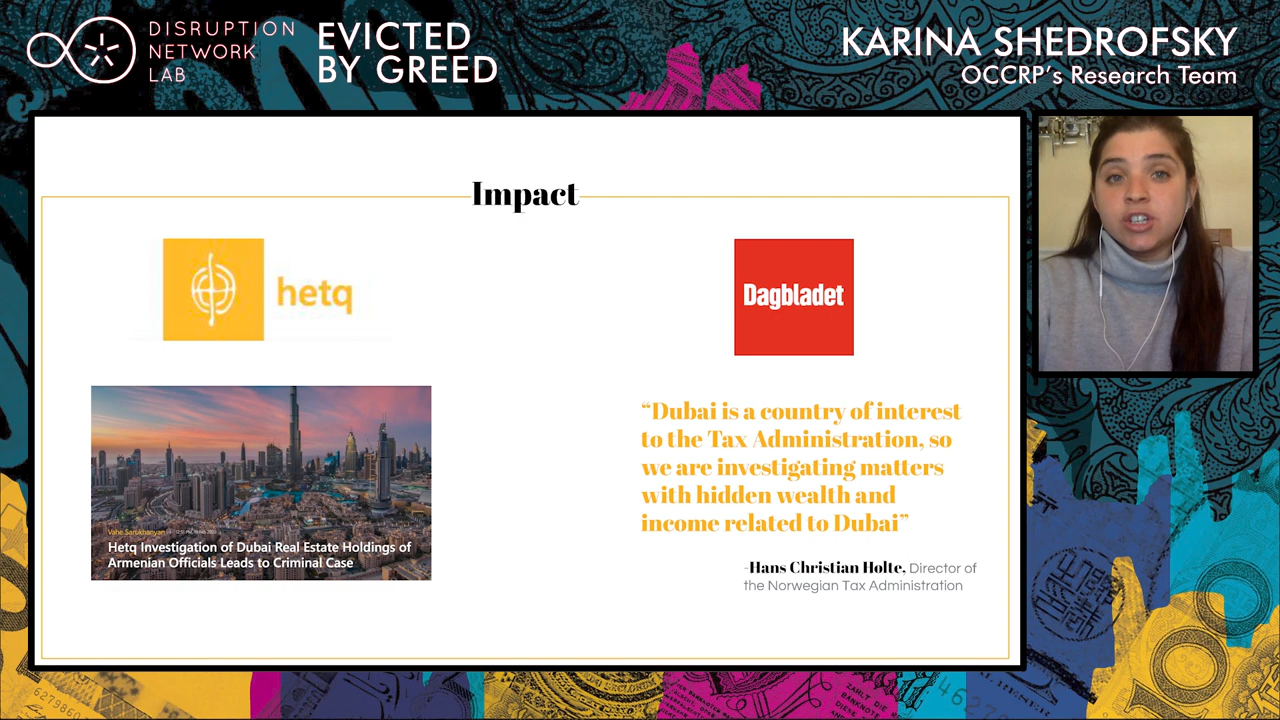 DISRUPTION
NETWORK
LAB
EVICTED
BY GREED
KARINA SHEDROFSKY
OCCRP's Research Team
Impact
hetq
Dagbladet
Vahe Sarukhanyan
Hetq Investigation of Dubai Real Estate Holdings of
Armenian Officials Leads to Criminal Case
“Dubai is a country of interest
to the Tax Administration, so
we are investigating matters
with hidden wealth and
income related to Dubai”
-Hans Christian Holte, Director of
the Norwegian Tax Administration